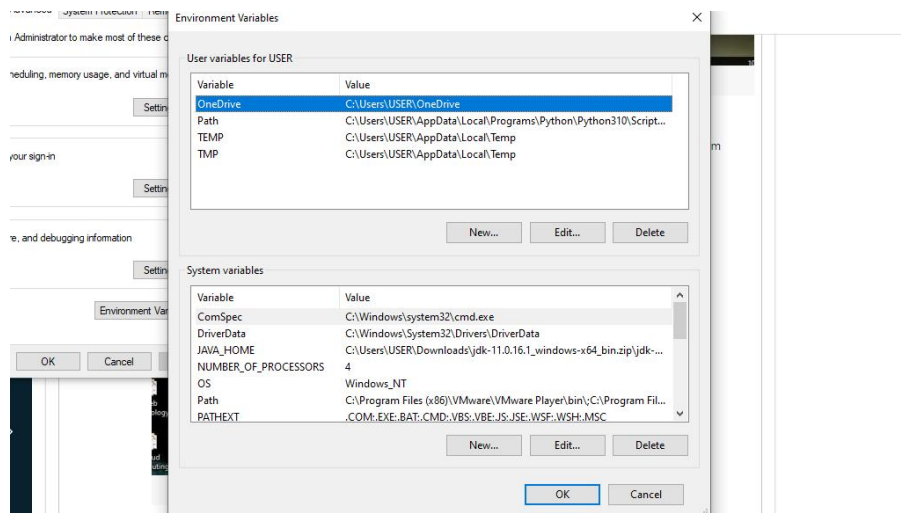 Environment Variables
Administrator to make most of these c
User variables for USER
heduling, memory usage, and virtual m
Variable Value
OneDrive C:\Users\USER\OneDrive
Path C:\Users\USER\AppData\Local\Programs\Python\Python310\Script...
TEMP C:\Users\USER\AppData\Local\Temp
TMP C:\Users\USER\AppData\Local\Temp
Settin
your sign-in
m
Settin
New... Edit... Delete
re, and debugging information
Settin
System variables
Variable Value
ComSpec C:\Windows\system32\cmd.exe
DriverData C:\Windows\System32\Drivers\DriverData
JAVA_HOME C:\Users\USER\Downloads\jdk-11.0.16.1_windows-x64_bin.zip\jdk-...
NUMBER_OF_PROCESSORS 4
OS Windows_NT
Path C:\Program Files (x86)\VMware\VMware Player\bin\;C:\Program Fil...
PATHEXT .COM;.EXE;.BAT;.CMD;.VBS;.VBE;.JS;.JSE;.WSF;.WSH;.MSC
Environment Var
OK Cancel
New... Edit... Delete
OK Cancel